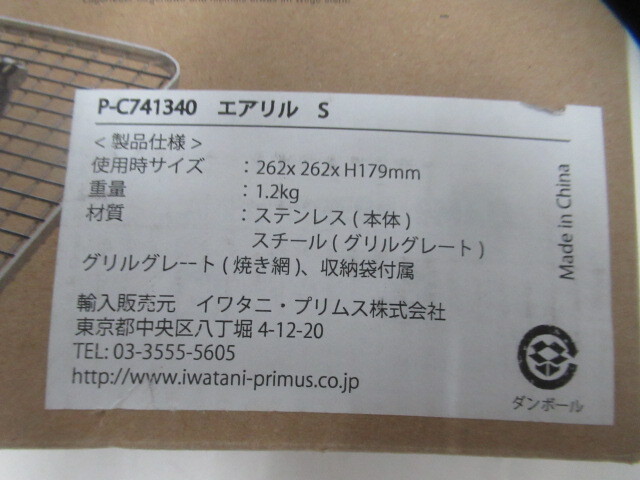 P-C741340 エアリル S
< 製品仕様 >
使用時サイズ : 262x 262x H179mm
重量 : 1.2kg
材質 : ステンレス ( 本体 )
スチール ( グリルグレート )
グリルグレート ( 焼き網 )、収納袋付属
輸入販売元 イワタニ・プリムス株式会社
東京都中央区八丁堀 4-12-20
TEL: 03-3555-5605
http://www.iwatani-primus.co.jp
Made in China
ダンボール